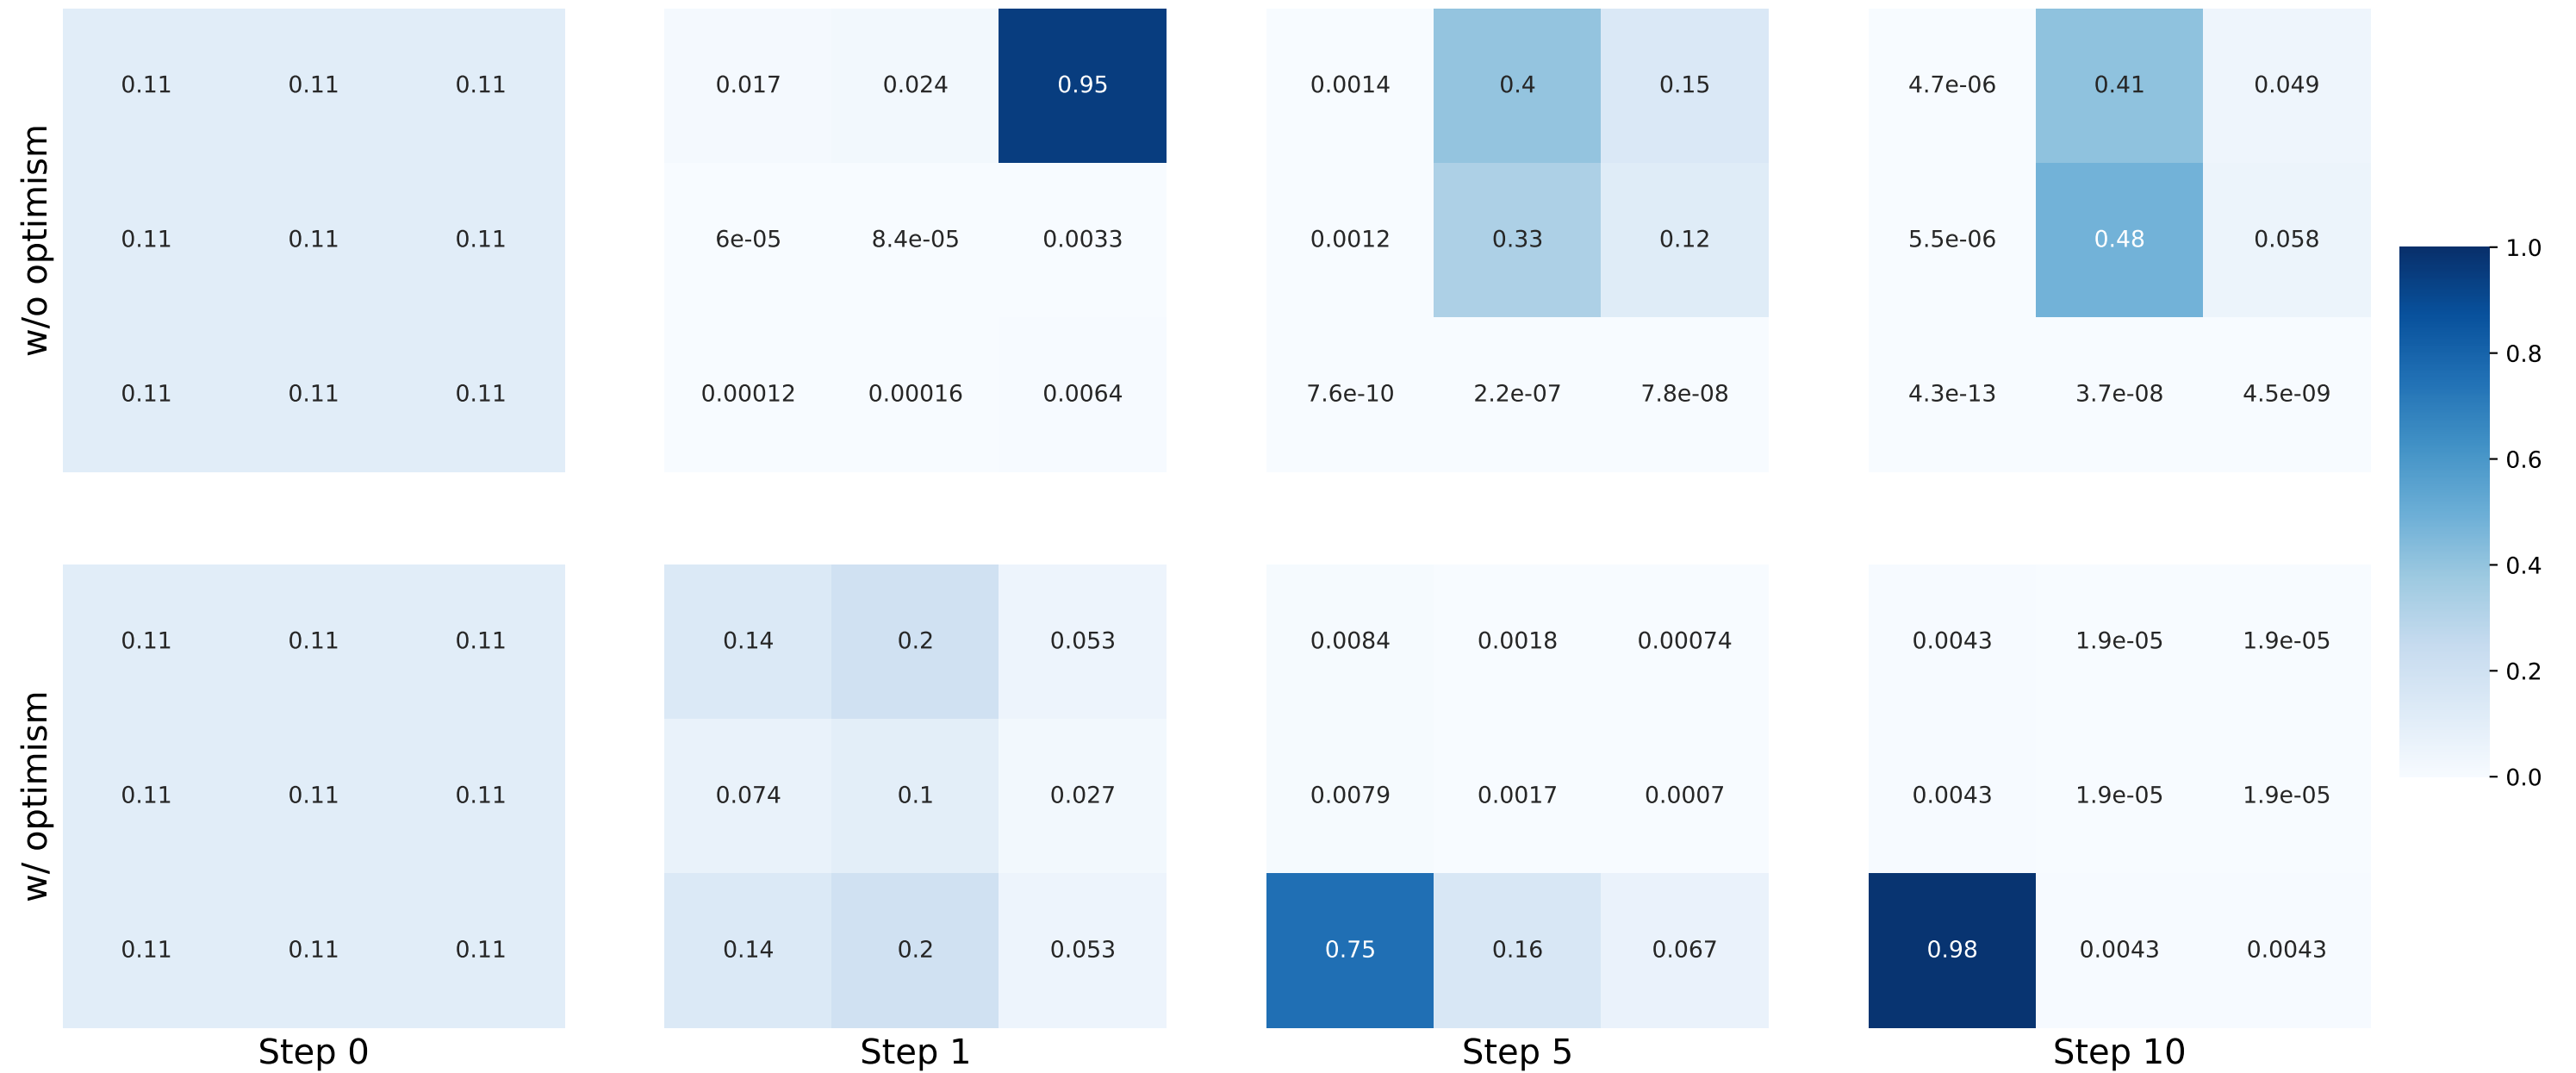 w/o optimism
0.11 0.11 0.11 0.017 0.024 0.95 0.0014 0.4 0.15 4.7e-06 0.41 0.049
0.11 0.11 0.11 6e-05 8.4e-05 0.0033 0.0012 0.33 0.12 5.5e-06 0.48 0.058
0.11 0.11 0.11 0.00012 0.00016 0.0064 7.6e-10 2.2e-07 7.8e-08 4.3e-13 3.7e-08 4.5e-09
w/ optimism
0.11 0.11 0.11 0.14 0.2 0.053 0.0084 0.0018 0.00074 0.0043 1.9e-05 1.9e-05
0.11 0.11 0.11 0.074 0.1 0.027 0.0079 0.0017 0.0007 0.0043 1.9e-05 1.9e-05
0.11 0.11 0.11 0.14 0.2 0.053 0.75 0.16 0.067 0.98 0.0043 0.0043
Step 0 Step 1 Step 5 Step 10
1.0
0.8
0.6
0.4
0.2
0.0